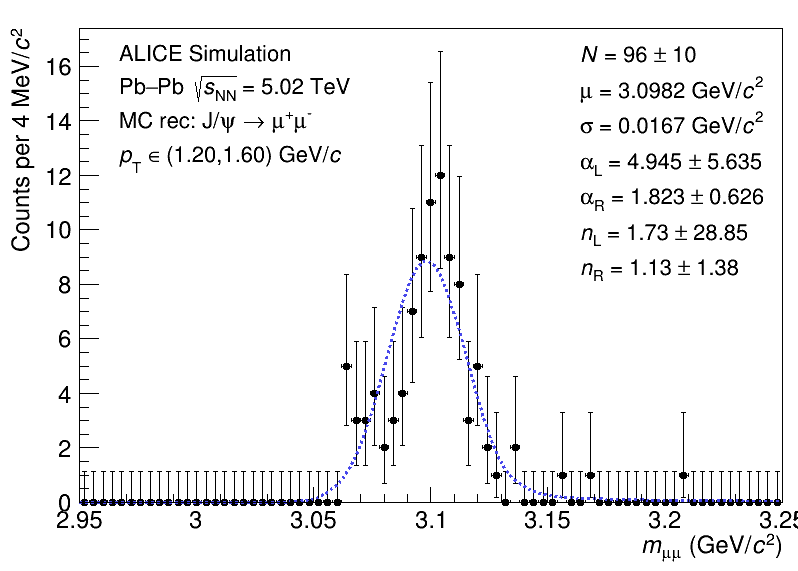 ALICE Simulation
Pb–Pb √sNN = 5.02 TeV
MC rec: J/ψ → μ+μ-
pT ∈ (1.20,1.60) GeV/c
N = 96 ± 10
μ = 3.0982 GeV/c²
σ = 0.0167 GeV/c²
αL = 4.945 ± 5.635
αR = 1.823 ± 0.626
nL = 1.73 ± 28.85
nR = 1.13 ± 1.38
Counts per 4 MeV/c²
16
14
12
10
8
6
4
2
0
2.95 3 3.05 3.1 3.15 3.2 3.25
mμμ (GeV/c²)